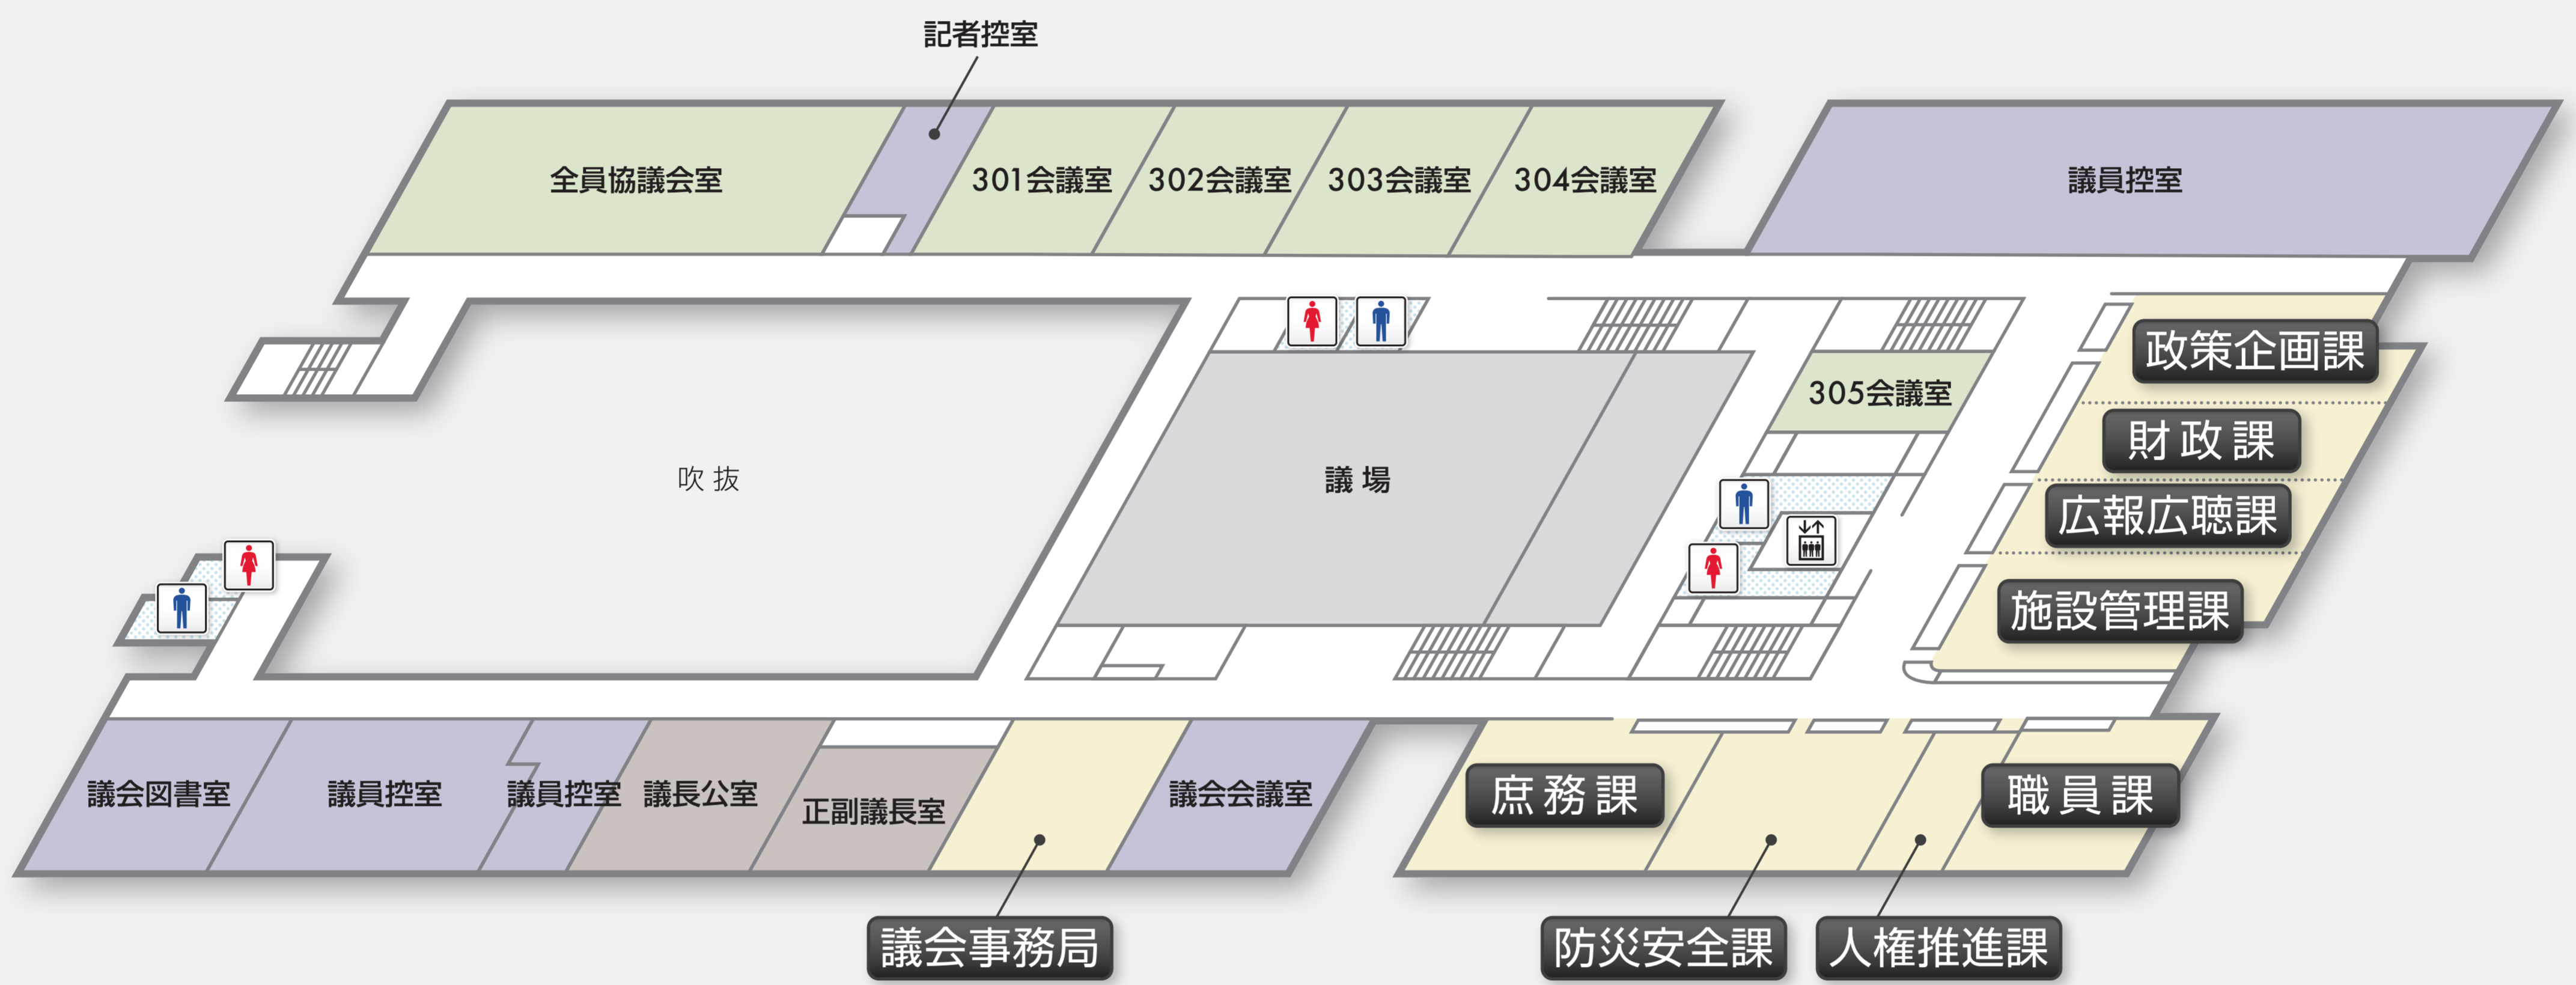 記者控室
全員協議会室
301会議室
302会議室
303会議室
304会議室
議員控室
政策企画課
305会議室
財政課
吹抜
議場
広報広聴課
施設管理課
議会図書室
議員控室
議員控室
議長公室
正副議長室
議会会議室
庶務課
職員課
議会事務局
防災安全課
人権推進課